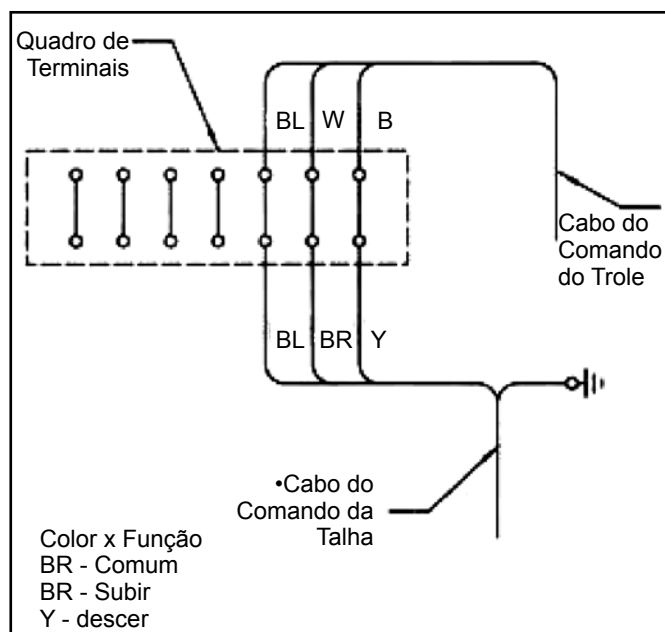 Quadro de
Terminais
BL W B
Cabo do
Comando
do Trole
BL BR Y
•Cabo do
Comando da
Talha
Color x Função
BR - Comum
BR - Subir
Y - descer